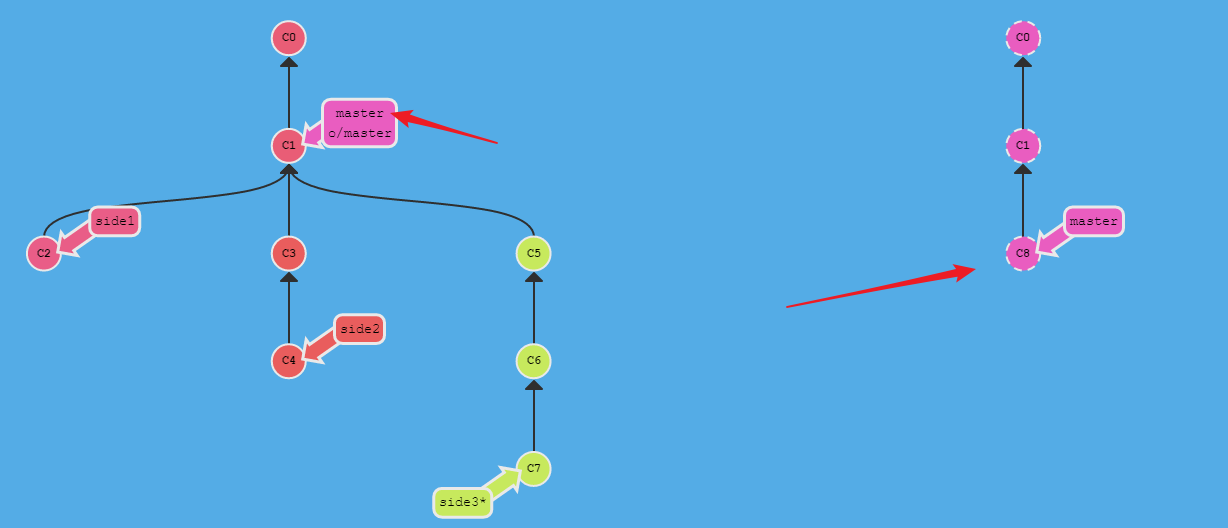 C0
C0
master
o/master
C1
C1
side1
master
C2
C3
C5
C8
side2
C4
C6
C7
side3*